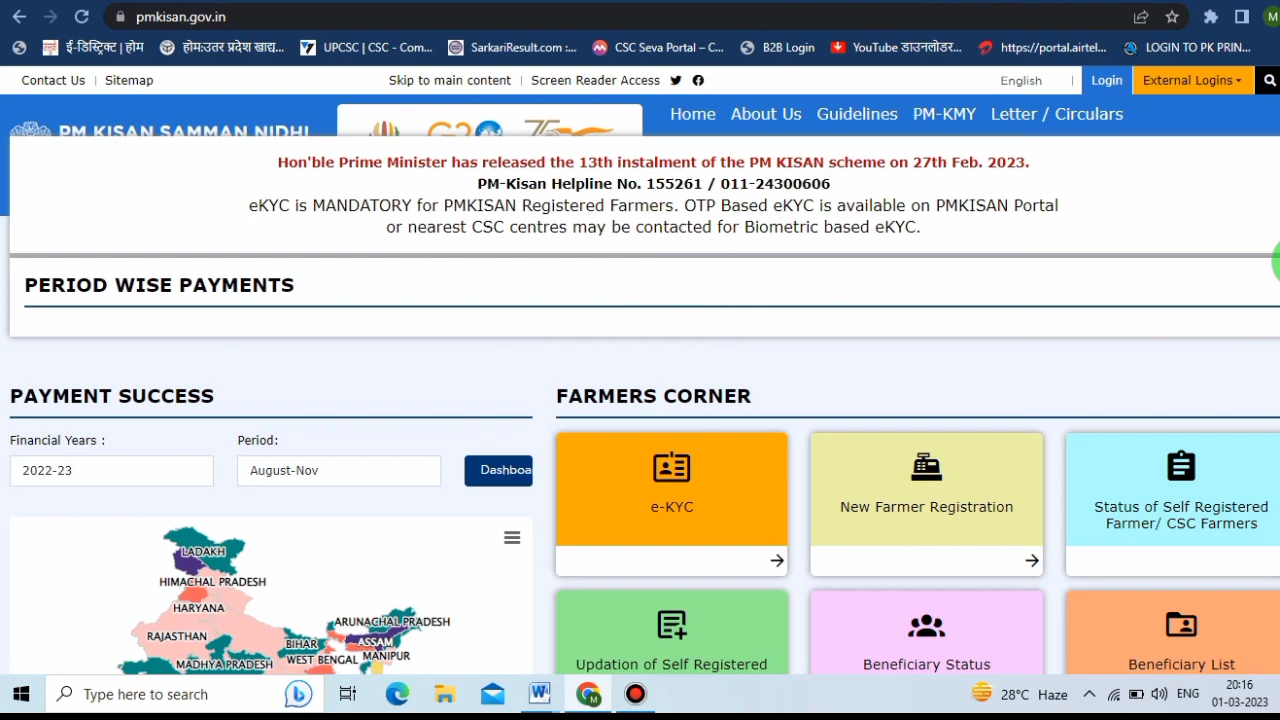 pmkisan.gov.in
ई-डिस्ट्रिक्ट | होम
होम:उत्तर प्रदेश खाद्य...
UPCSC | CSC - Com...
SarkariResult.com :...
CSC Seva Portal – C...
B2B Login
YouTube डाउनलोडर...
https://portal.airtel...
LOGIN TO PK PRIN...
Contact Us | Sitemap
Skip to main content | Screen Reader Access
English | Login External Logins
PM KISAN SAMMAN NIDHI
Home About Us Guidelines PM-KMY Letter / Circulars
Hon'ble Prime Minister has released the 13th instalment of the PM KISAN scheme on 27th Feb. 2023.
PM-Kisan Helpline No. 155261 / 011-24300606
eKYC is MANDATORY for PMKISAN Registered Farmers. OTP Based eKYC is available on PMKISAN Portal
or nearest CSC centres may be contacted for Biometric based eKYC.
PERIOD WISE PAYMENTS
PAYMENT SUCCESS
Financial Years :
Period:
2022-23
August-Nov
Dashboa
LADAKH
HIMACHAL PRADESH
HARYANA
RAJASTHAN
ARUNACHAL PRADESH
BIHAR
ASSAM
WEST BENGAL
MANIPUR
MADHYA PRADESH
FARMERS CORNER
e-KYC
New Farmer Registration
Status of Self Registered
Farmer/ CSC Farmers
Updation of Self Registered
Beneficiary Status
Beneficiary List
Type here to search
28°C Haze
ENG
20:16
01-03-2023